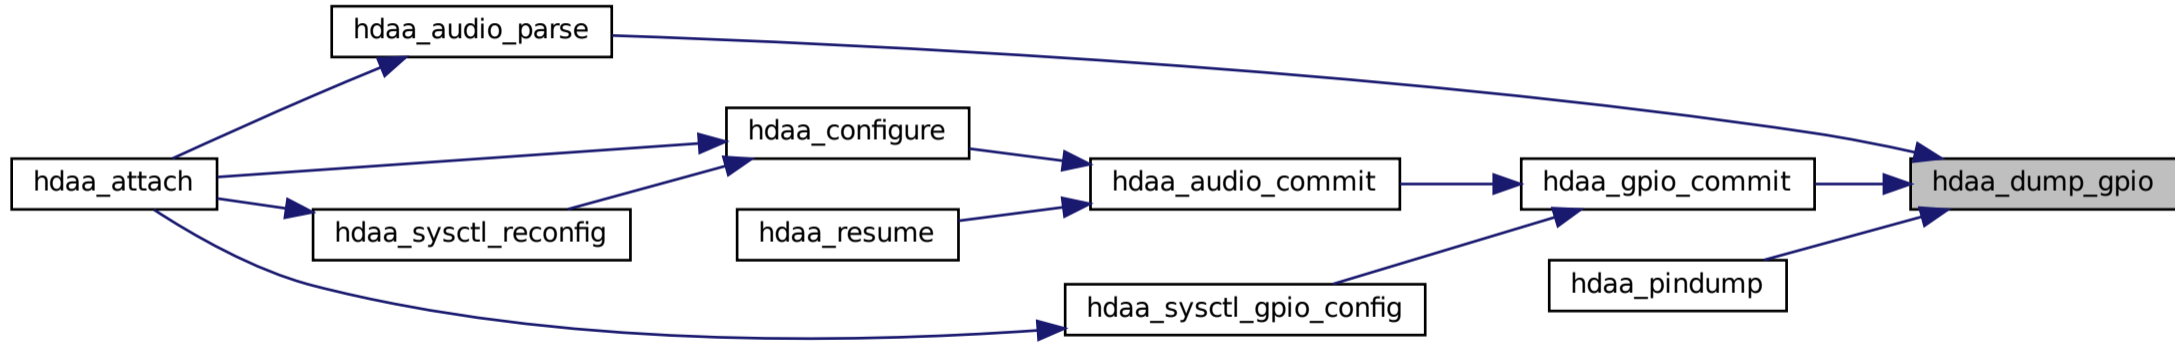 hdaa_audio_parse
hdaa_configure
hdaa_attach
hdaa_audio_commit
hdaa_gpio_commit
hdaa_dump_gpio
hdaa_sysctl_reconfig
hdaa_resume
hdaa_pindump
hdaa_sysctl_gpio_config